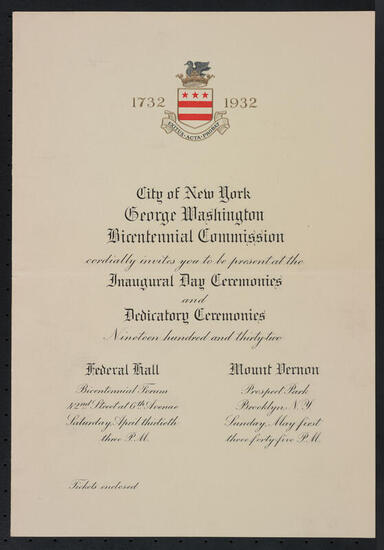 1732 1932
EXITUS·ACTA·PROBAT
City of New York
George Washington
Bicentennial Commission
cordially invites you to be present at the
Inaugural Day Ceremonies
and
Dedicatory Ceremonies
Nineteen hundred and thirty-two
Federal Hall
Bicentennial Forum
42nd Street at 6th Avenue
Saturday, April thirtieth
three P.M.
Mount Vernon
Prospect Park
Brooklyn, N.Y.
Sunday, May first
three forty-five P.M.
Tickets enclosed